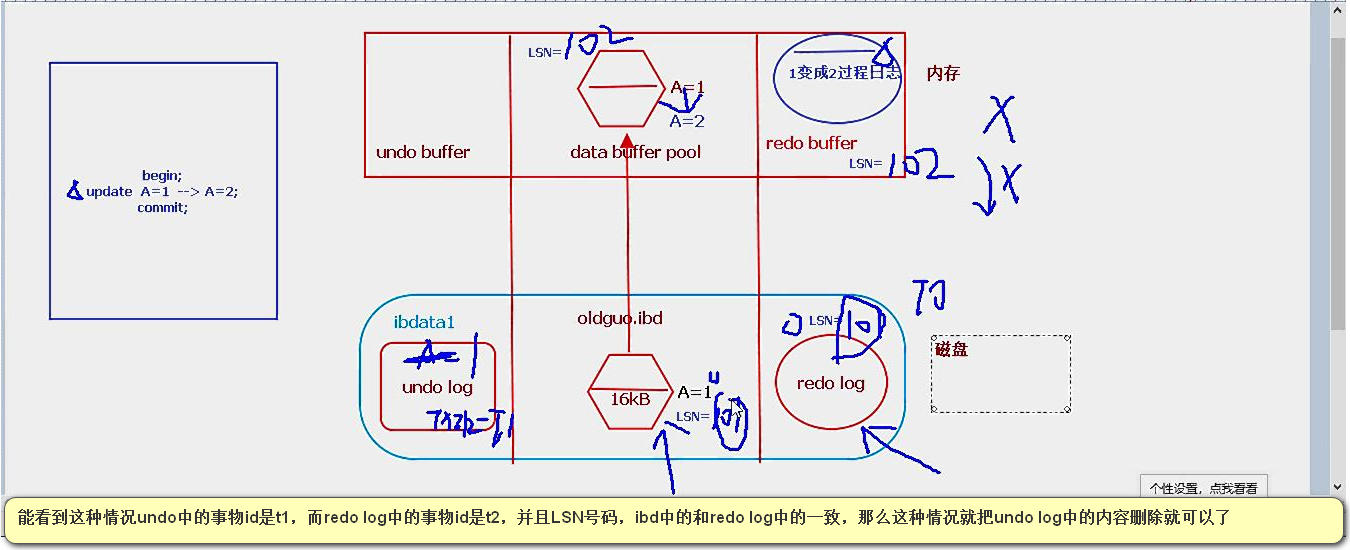 begin;
update A=1 --> A=2;
commit;
LSN=102
A=1
A=2
1变成2过程日志
内存
undo buffer
data buffer pool
redo buffer
LSN=102
X
X
ibdata1
oldguo.ibd
LSN=
A=1
undo log
16kB
A=1
LSN=
redo log
磁盘
个性设置，点我看看
能看到这种情况undo中的事物id是t1，而redo log中的事物id是t2，并且LSN号码，ibd中的和redo log中的一致，那么这种情况就把undo log中的内容删除就可以了